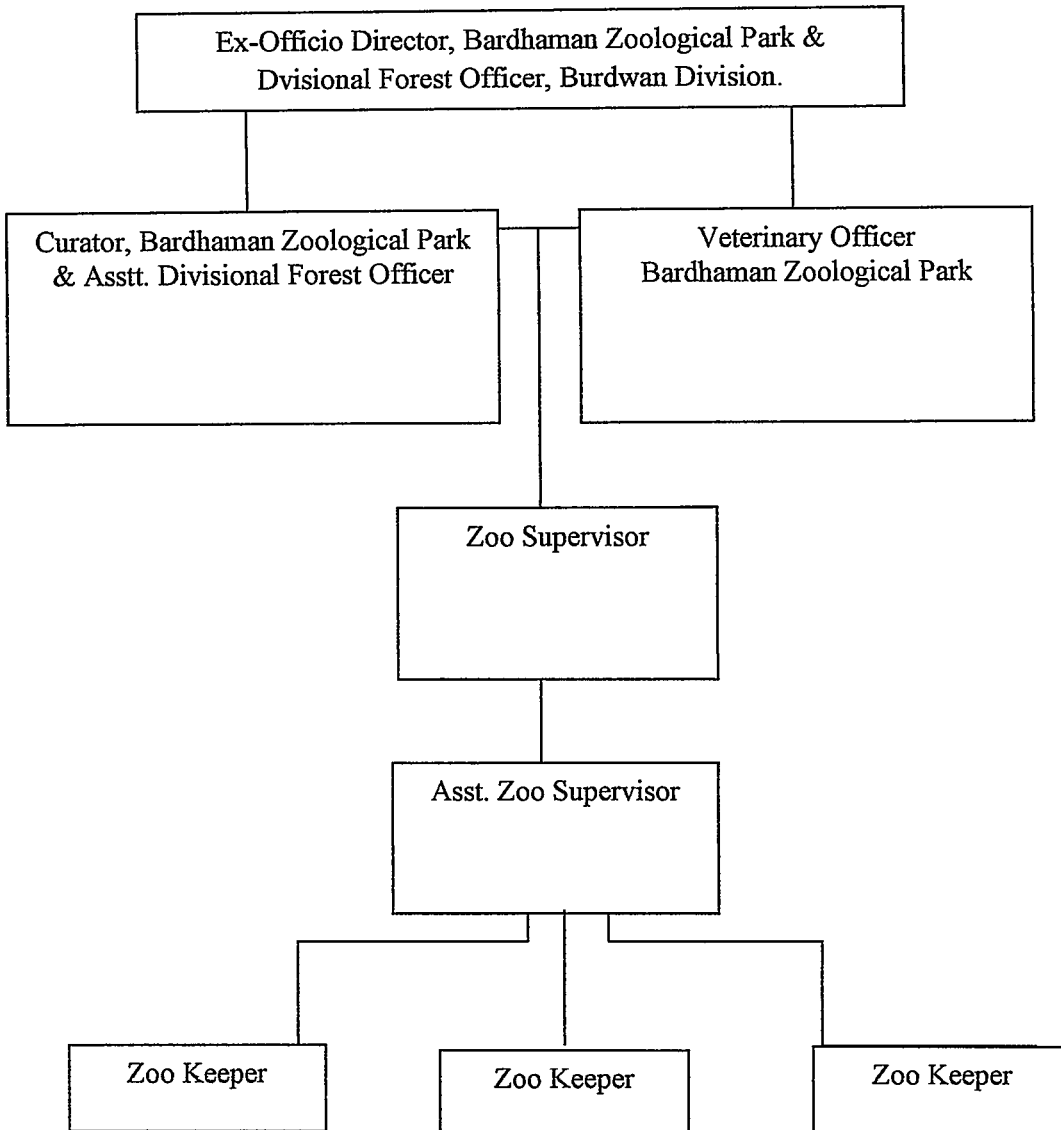 Ex-Officio Director, Bardhaman Zoological Park &
Dvisional Forest Officer, Burdwan Division.
Curator, Bardhaman Zoological Park
& Asstt. Divisional Forest Officer
Veterinary Officer
Bardhaman Zoological Park
Zoo Supervisor
Asst. Zoo Supervisor
Zoo Keeper
Zoo Keeper
Zoo Keeper